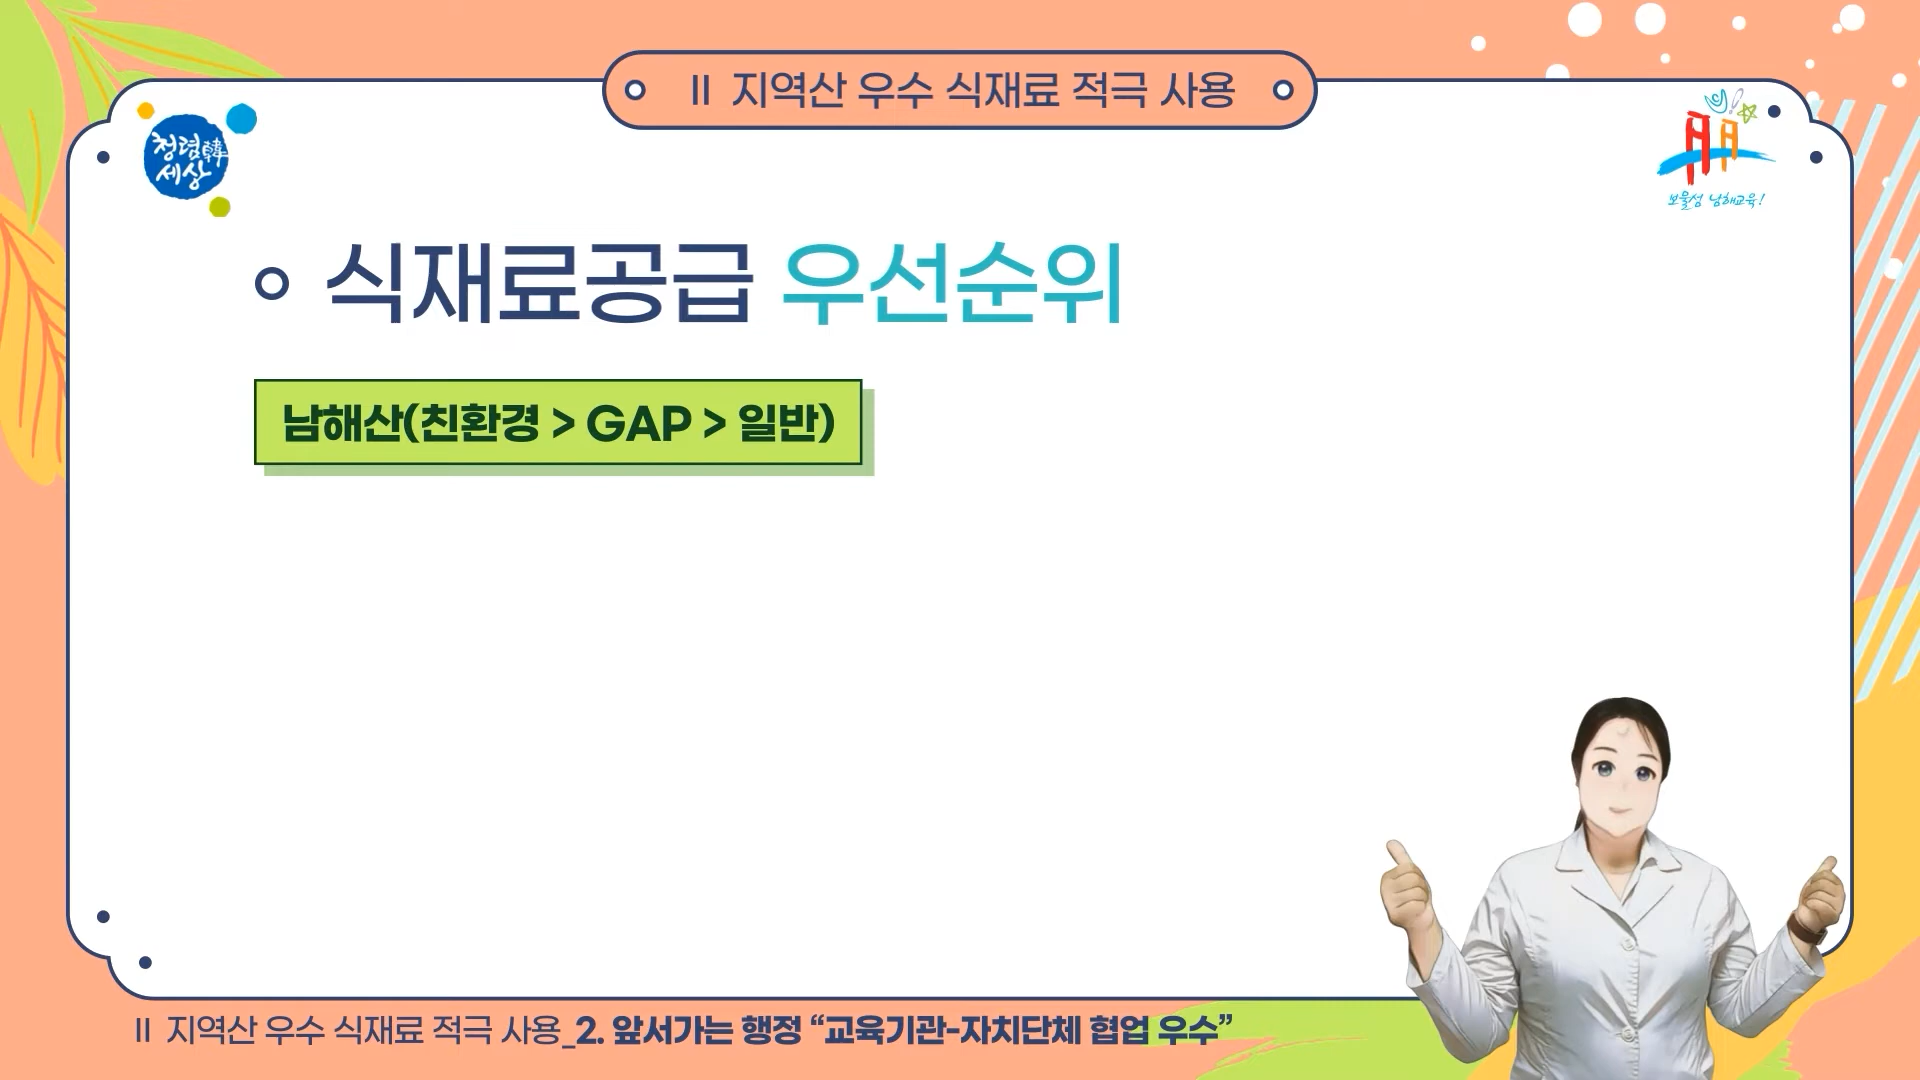 Ⅱ 지역산 우수 식재료 적극 사용
청렴韓
세상
보물섬 남해교육!
식재료공급 우선순위
남해산(친환경 > GAP > 일반)
Ⅱ 지역산 우수 식재료 적극 사용_2. 앞서가는 행정 “교육기관-자치단체 협업 우수”